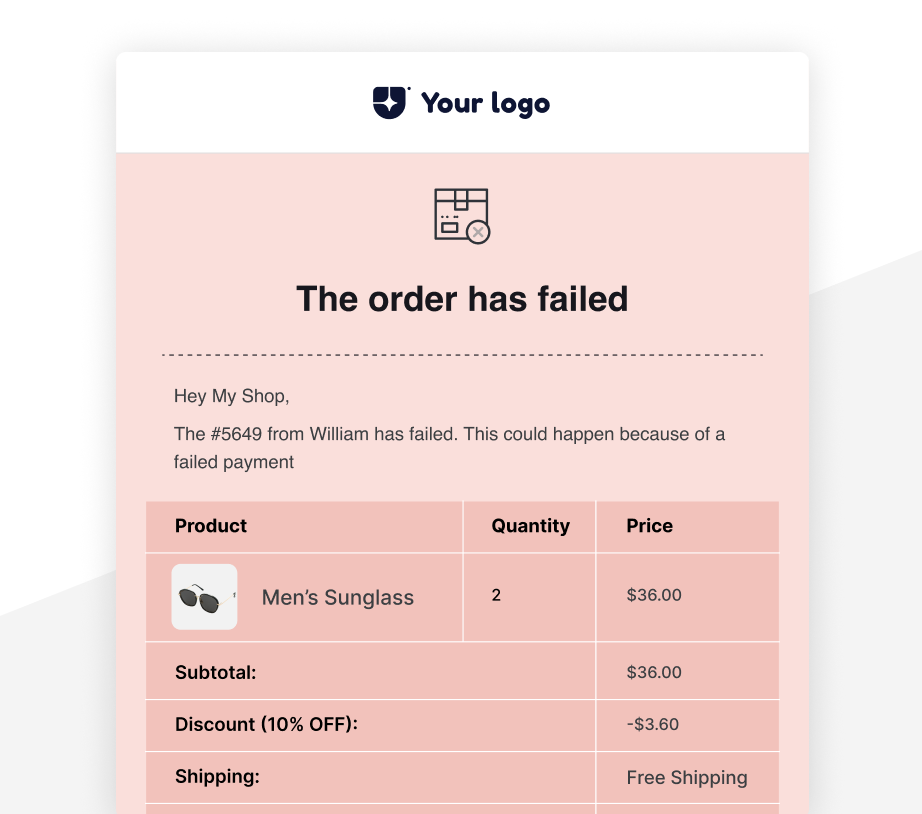 Your logo
The order has failed
Hey My Shop,
The #5649 from William has failed. This could happen because of a
failed payment
Product Quantity Price
Men’s Sunglass 2 $36.00
Subtotal: $36.00
Discount (10% OFF): -$3.60
Shipping: Free Shipping